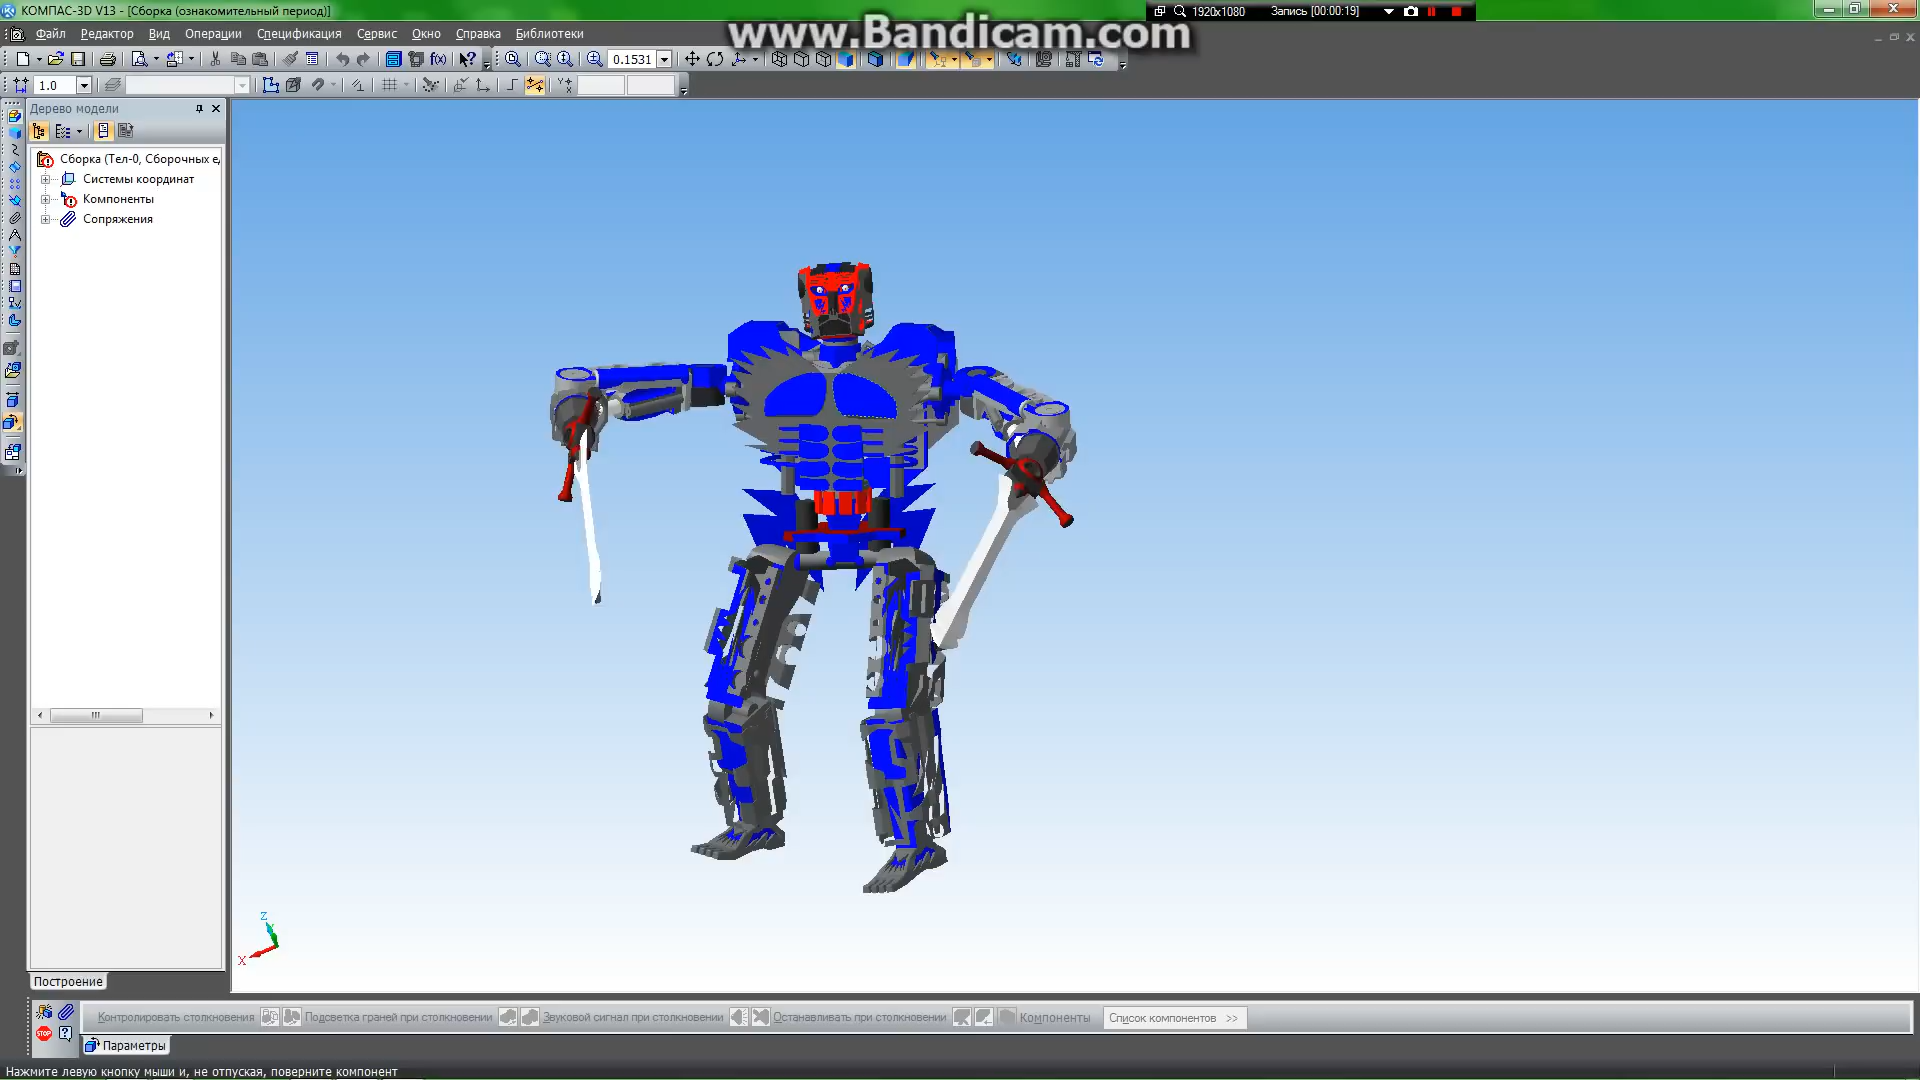 КОМПАС-3D V13 - [Сборка (ознакомительный период)]
1920x1080 Запись [00:00:19]
www.Bandicam.com
Файл Редактор Вид Операции Спецификация Сервис Окно Справка Библиотеки
f(x) 0.1531
1.0
Дерево модели
Сборка (Тел-0, Сборочных е
Системы координат
Компоненты
Сопряжения
Z
X
Построение
STOP
Контролировать столкновения Подсветка граней при столкновении Звуковой сигнал при столкновении Останавливать при столкновении Компоненты Список компонентов >>
Параметры
Нажмите левую кнопку мыши и, не отпуская, поверните компонент